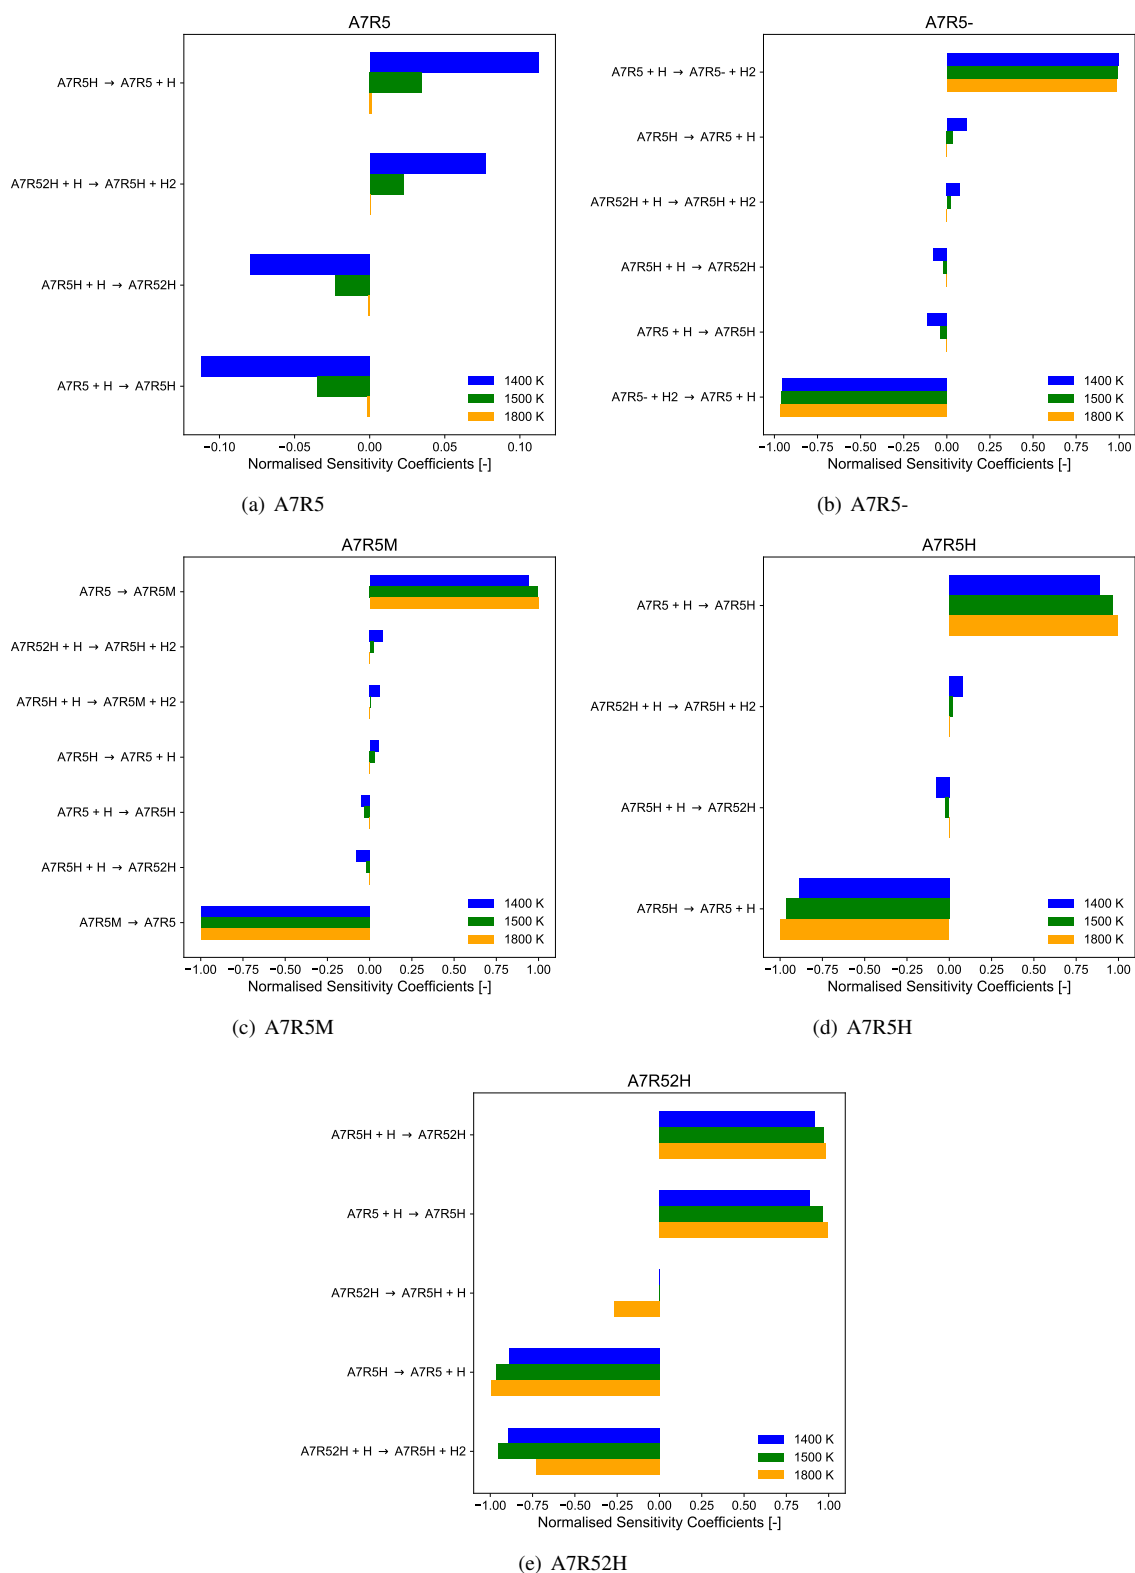 A7R5
A7R5H → A7R5 + H
A7R52H + H → A7R5H + H2
A7R5H + H → A7R52H
A7R5 + H → A7R5H
1400 K
1500 K
1800 K
−0.10 −0.05 0.00 0.05 0.10
Normalised Sensitivity Coefficients [-]
(a) A7R5
A7R5-
A7R5 + H → A7R5- + H2
A7R5H → A7R5 + H
A7R52H + H → A7R5H + H2
A7R5H + H → A7R52H
A7R5 + H → A7R5H
A7R5- + H2 → A7R5 + H
1400 K
1500 K
1800 K
−1.00 −0.75 −0.50 −0.25 0.00 0.25 0.50 0.75 1.00
Normalised Sensitivity Coefficients [-]
(b) A7R5-
A7R5M
A7R5 → A7R5M
A7R52H + H → A7R5H + H2
A7R5H + H → A7R5M + H2
A7R5H → A7R5 + H
A7R5 + H → A7R5H
A7R5H + H → A7R52H
A7R5M → A7R5
1400 K
1500 K
1800 K
−1.00 −0.75 −0.50 −0.25 0.00 0.25 0.50 0.75 1.00
Normalised Sensitivity Coefficients [-]
(c) A7R5M
A7R5H
A7R5 + H → A7R5H
A7R52H + H → A7R5H + H2
A7R5H + H → A7R52H
A7R5H → A7R5 + H
1400 K
1500 K
1800 K
−1.00 −0.75 −0.50 −0.25 0.00 0.25 0.50 0.75 1.00
Normalised Sensitivity Coefficients [-]
(d) A7R5H
A7R52H
A7R5H + H → A7R52H
A7R5 + H → A7R5H
A7R52H → A7R5H + H
A7R5H → A7R5 + H
A7R52H + H → A7R5H + H2
1400 K
1500 K
1800 K
−1.00 −0.75 −0.50 −0.25 0.00 0.25 0.50 0.75 1.00
Normalised Sensitivity Coefficients [-]
(e) A7R52H